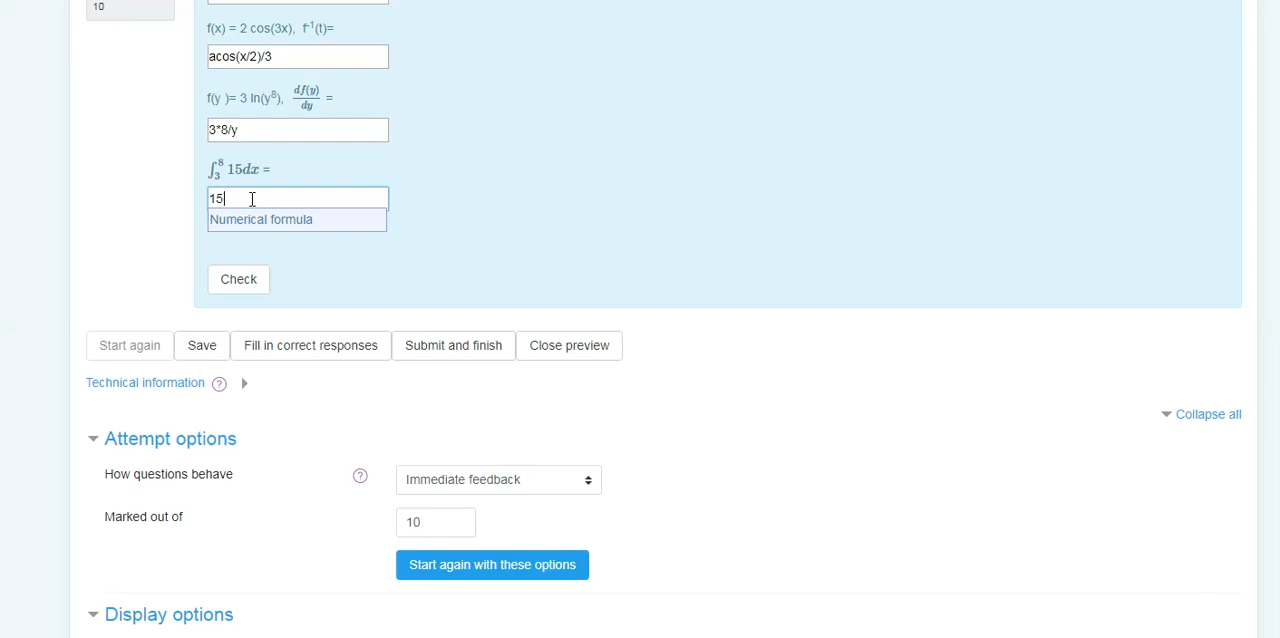 10
f(x) = 2 cos(3x), f⁻¹(t)=
acos(x/2)/3
f(y )= 3 ln(y⁸), df(y)/dy =
3*8/y
∫₃⁸ 15dx =
15
Numerical formula
Check
Start again Save Fill in correct responses Submit and finish Close preview
Technical information ?
Collapse all
Attempt options
How questions behave ? Immediate feedback
Marked out of 10
Start again with these options
Display options